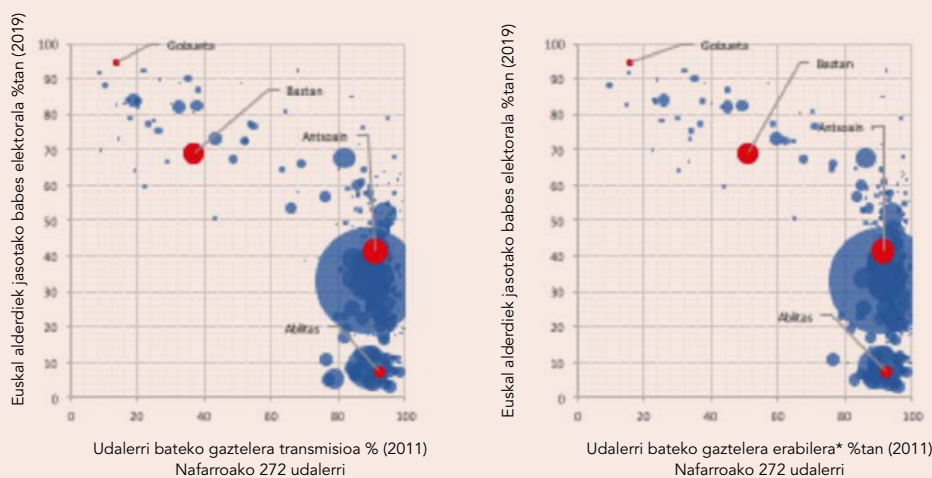 Euskal alderdiek jasotako babes elektorala %tan (2019)
100
90
80
70
60
50
40
30
20
10
0
Goizueta
Baztan
Antsoain
Ablitas
0 20 40 60 80 100
Udalerri bateko gaztelera transmisioa % (2011)
Nafarroako 272 udalerri
Euskal alderdiek jasotako babes elektorala %tan (2019)
100
90
80
70
60
50
40
30
20
10
0
Goizueta
Baztan
Antsoain
Ablitas
0 20 40 60 80 100
Udalerri bateko gaztelera erabilera* %tan (2011)
Nafarroako 272 udalerri